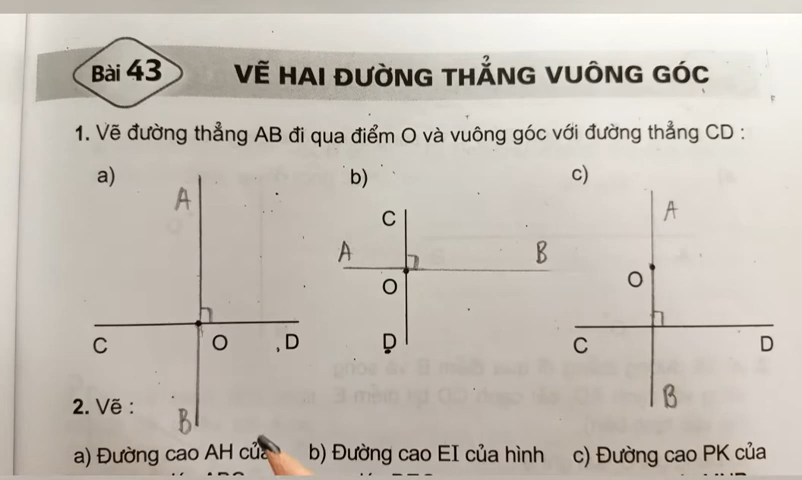 Bài 43
VẼ HAI ĐƯỜNG THẲNG VUÔNG GÓC
1. Vẽ đường thẳng AB đi qua điểm O và vuông góc với đường thẳng CD :
a) b) c)
A C A
A B
O O
C O D D C D
B B
2. Vẽ :
a) Đường cao AH của b) Đường cao EI của hình c) Đường cao PK của